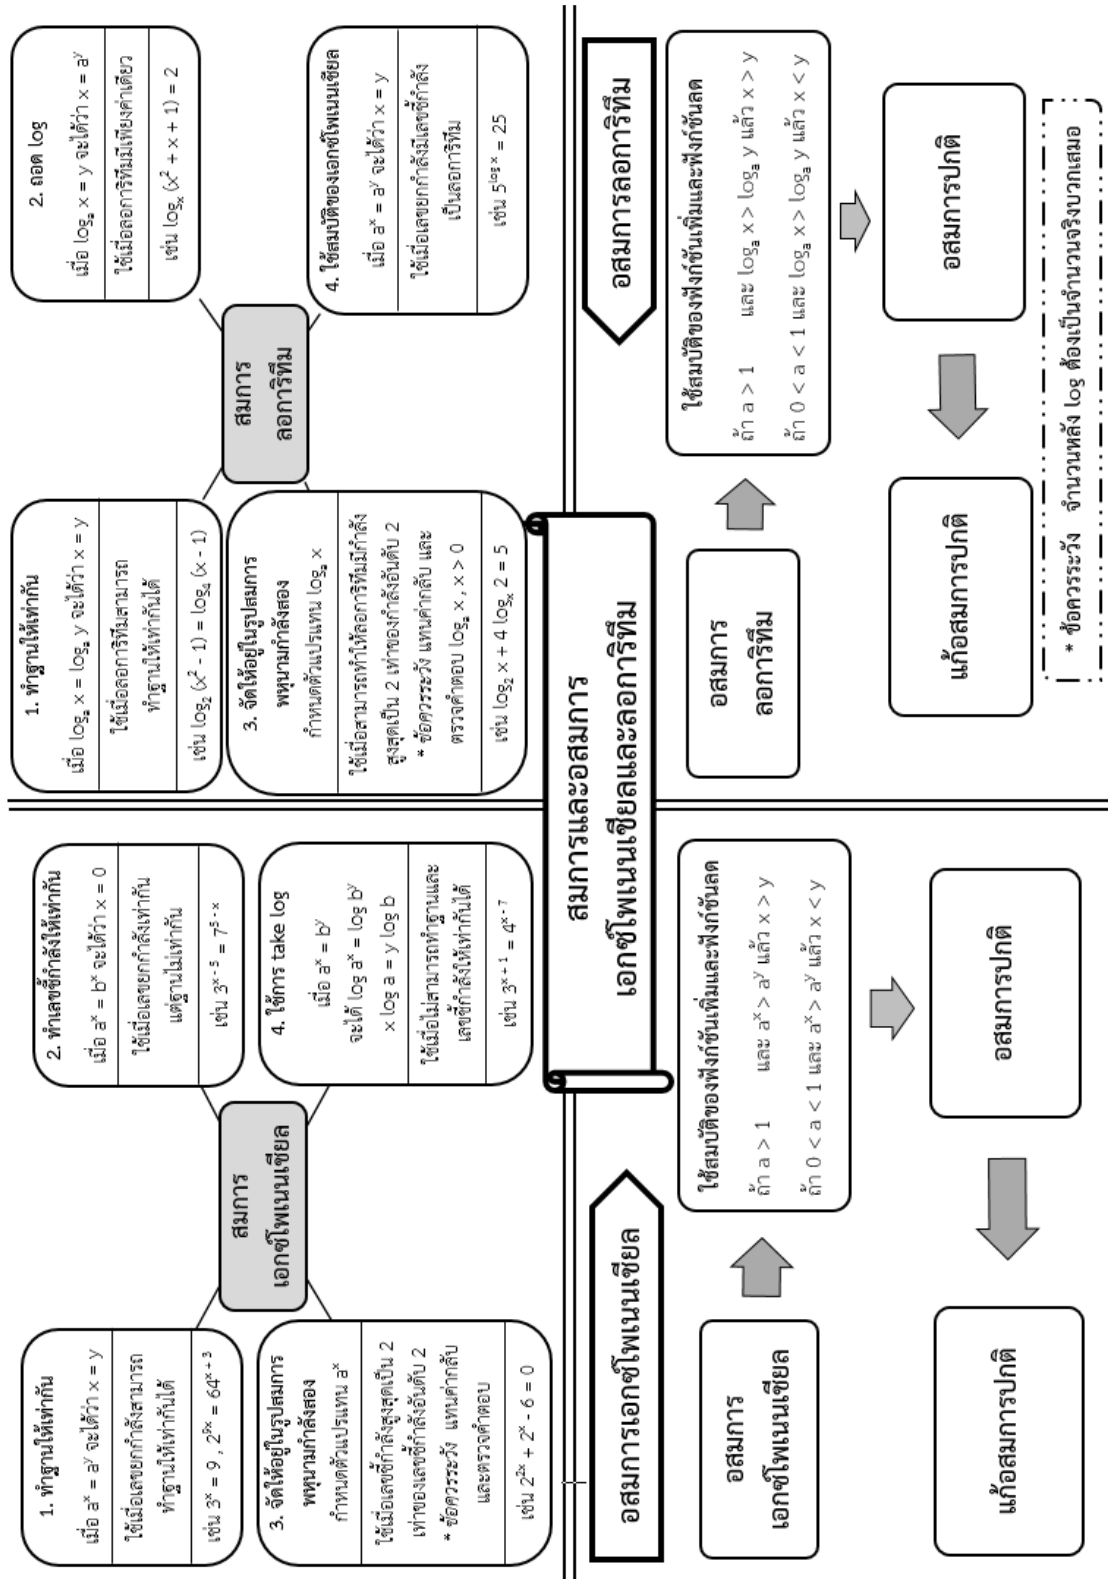 1. ทำฐานให้เท่ากัน
เมื่อ aˣ = aʸ จะได้ว่า x = y
ใช้เมื่อเลขยกกำลังสามารถ
ทำฐานให้เท่ากันได้
เช่น 3ˣ = 9 , 2⁹ˣ = 64ˣ ⁺ ³
2. ทำเลขชี้กำลังให้เท่ากัน
เมื่อ aˣ = bˣ จะได้ว่า x = 0
ใช้เมื่อเลขยกกำลังเท่ากัน
แต่ฐานไม่เท่ากัน
เช่น 3ˣ ⁻ ⁵ = 7⁵ ⁻ ˣ
สมการ
เอกซ์โพเนนเชียล
3. จัดให้อยู่ในรูปสมการ
พหุนามกำลังสอง
กำหนดตัวแปรแทน aˣ
ใช้เมื่อเลขชี้กำลังสูงสุดเป็น 2
เท่าของเลขชี้กำลังอันดับ 2
* ข้อควรระวัง แทนค่ากลับ
และตรวจคำตอบ
เช่น 2²ˣ + 2ˣ - 6 = 0
4. ใช้การ take log
เมื่อ aˣ = bʸ
จะได้ log aˣ = log bʸ
x log a = y log b
ใช้เมื่อไม่สามารถทำฐานและ
เลขชี้กำลังให้เท่ากันได้
เช่น 3ˣ ⁺ ¹ = 4ˣ ⁻ ⁷
1. ทำฐานให้เท่ากัน
เมื่อ logₐ x = logₐ y จะได้ว่า x = y
ใช้เมื่อลอการิทึมสามารถ
ทำฐานให้เท่ากันได้
เช่น log₂ (x² - 1) = log₄ (x - 1)
2. ถอด log
เมื่อ logₐ x = y จะได้ว่า x = aʸ
ใช้เมื่อลอการิทึมมีเพียงค่าเดียว
เช่น log₅ₓ (x² + x + 1) = 2
สมการ
ลอการิทึม
3. จัดให้อยู่ในรูปสมการ
พหุนามกำลังสอง
กำหนดตัวแปรแทน logₐ x
ใช้เมื่อสามารถทำให้ลอการิทึมมีกำลัง
สูงสุดเป็น 2 เท่าของกำลังอันดับ 2
* ข้อควรระวัง แทนค่ากลับ และ
ตรวจคำตอบ logₐ x , x > 0
เช่น log₂ x + 4 logₓ 2 = 5
4. ใช้สมบัติของเอกซ์โพเนนเชียล
เมื่อ aˣ = aʸ จะได้ว่า x = y
ใช้เมื่อเลขยกกำลังมีเลขชี้กำลัง
เป็นลอการิทึม
เช่น 5ˡᵒᵍ ˣ = 25
สมการและอสมการ
เอกซ์โพเนนเชียลและลอการิทึม
อสมการเอกซ์โพเนนเชียล
อสมการ
เอกซ์โพเนนเชียล
ใช้สมบัติของฟังก์ชันเพิ่มและฟังก์ชันลด
ถ้า a > 1 และ aˣ > aʸ แล้ว x > y
ถ้า 0 < a < 1 และ aˣ > aʸ แล้ว x < y
อสมการปกติ
แก้อสมการปกติ
อสมการลอการิทึม
อสมการ
ลอการิทึม
ใช้สมบัติของฟังก์ชันเพิ่มและฟังก์ชันลด
ถ้า a > 1 และ logₐ x > logₐ y แล้ว x > y
ถ้า 0 < a < 1 และ logₐ x > logₐ y แล้ว x < y
อสมการปกติ
แก้อสมการปกติ
* ข้อควรระวัง จำนวนหลัง log ต้องเป็นจำนวนจริงบวกเสมอ